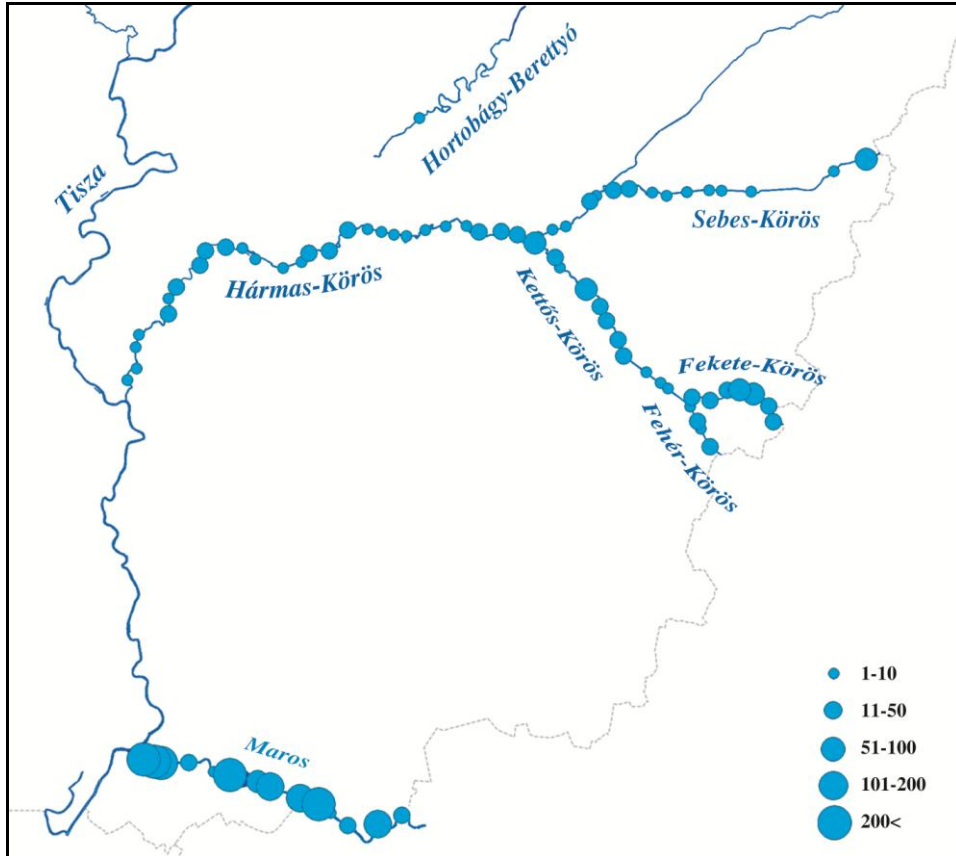 Hortobágy-Berettyó
Tisza
Sebes-Körös
Hármas-Körös
Kettős-Körös
Fekete-Körös
Fehér-Körös
Maros
1-10
11-50
51-100
101-200
200<